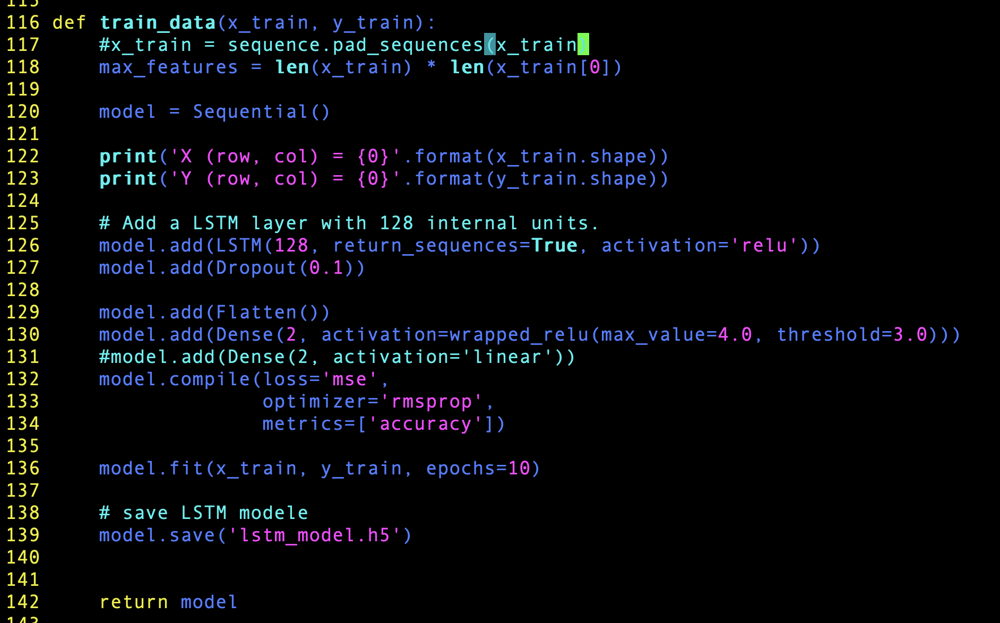 115
116 def train_data(x_train, y_train):
117     #x_train = sequence.pad_sequences(x_train)
118     max_features = len(x_train) * len(x_train[0])
119
120     model = Sequential()
121
122     print('X (row, col) = {0}'.format(x_train.shape))
123     print('Y (row, col) = {0}'.format(y_train.shape))
124
125     # Add a LSTM layer with 128 internal units.
126     model.add(LSTM(128, return_sequences=True, activation='relu'))
127     model.add(Dropout(0.1))
128
129     model.add(Flatten())
130     model.add(Dense(2, activation=wrapped_relu(max_value=4.0, threshold=3.0)))
131     #model.add(Dense(2, activation='linear'))
132     model.compile(loss='mse',
133                   optimizer='rmsprop',
134                   metrics=['accuracy'])
135
136     model.fit(x_train, y_train, epochs=10)
137
138     # save LSTM modele
139     model.save('lstm_model.h5')
140
141
142     return model
143